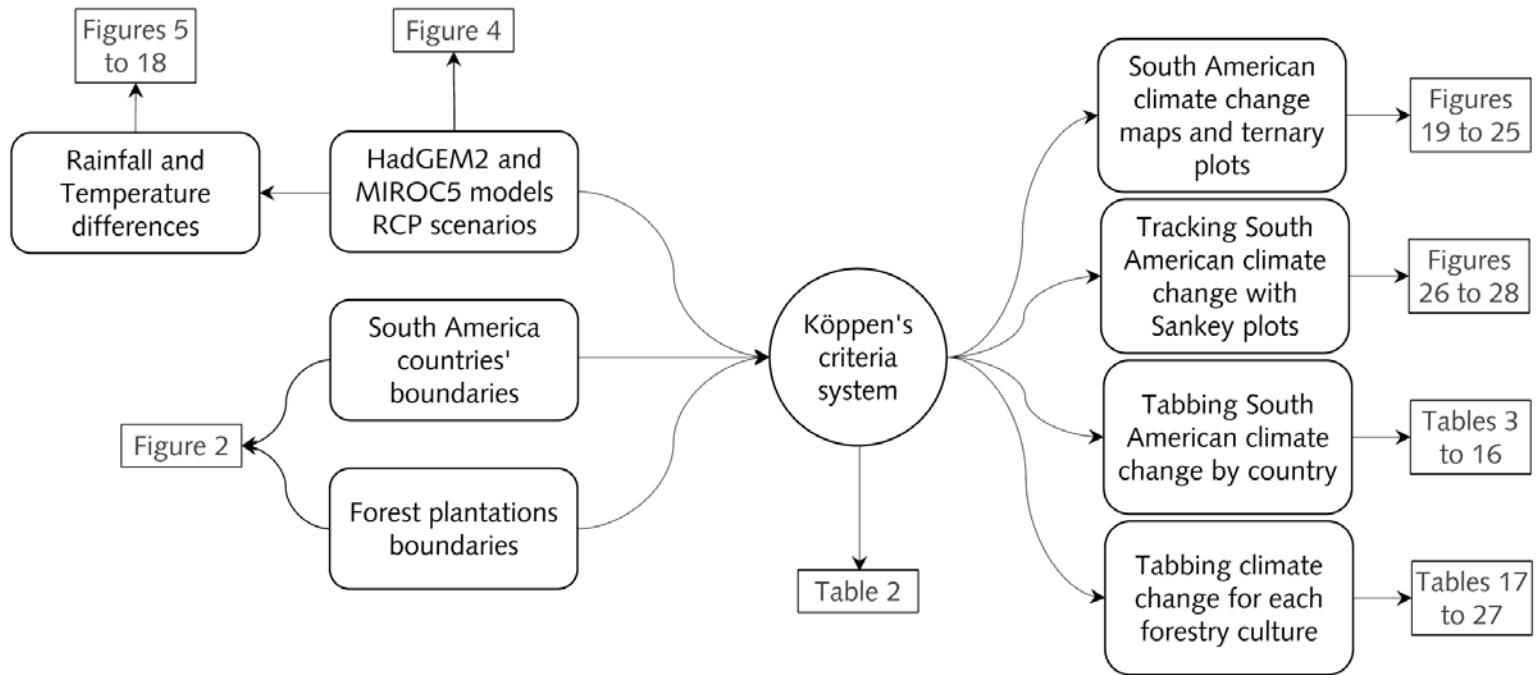 Figures 5
to 18
Figure 4
Rainfall and
Temperature
differences
HadGEM2 and
MIROC5 models
RCP scenarios
South America
countries'
boundaries
Figure 2
Forest plantations
boundaries
Köppen's
criteria
system
Table 2
South American
climate change
maps and ternary
plots
Figures
19 to 25
Tracking South
American climate
change with
Sankey plots
Figures
26 to 28
Tabbing South
American climate
change by country
Tables 3
to 16
Tabbing climate
change for each
forestry culture
Tables 17
to 27